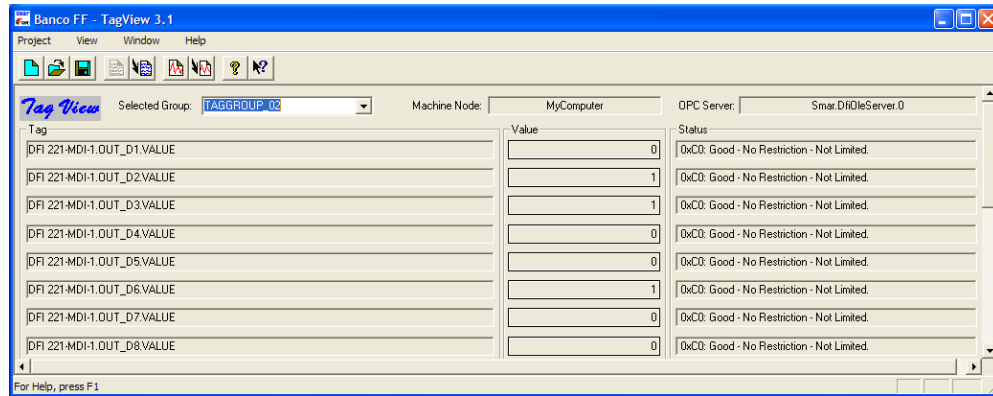 Banco FF - TagView 3.1
Project View Window Help
Tag View Selected Group: TAGGROUP_02 Machine Node: MyComputer OPC Server: Smar.DfiOleServer.0
Tag Value Status
DFI 221-MDI-1.OUT_D1.VALUE 0 0xC0: Good - No Restriction - Not Limited.
DFI 221-MDI-1.OUT_D2.VALUE 1 0xC0: Good - No Restriction - Not Limited.
DFI 221-MDI-1.OUT_D3.VALUE 1 0xC0: Good - No Restriction - Not Limited.
DFI 221-MDI-1.OUT_D4.VALUE 0 0xC0: Good - No Restriction - Not Limited.
DFI 221-MDI-1.OUT_D5.VALUE 0 0xC0: Good - No Restriction - Not Limited.
DFI 221-MDI-1.OUT_D6.VALUE 1 0xC0: Good - No Restriction - Not Limited.
DFI 221-MDI-1.OUT_D7.VALUE 0 0xC0: Good - No Restriction - Not Limited.
DFI 221-MDI-1.OUT_D8.VALUE 0 0xC0: Good - No Restriction - Not Limited.
For Help, press F1